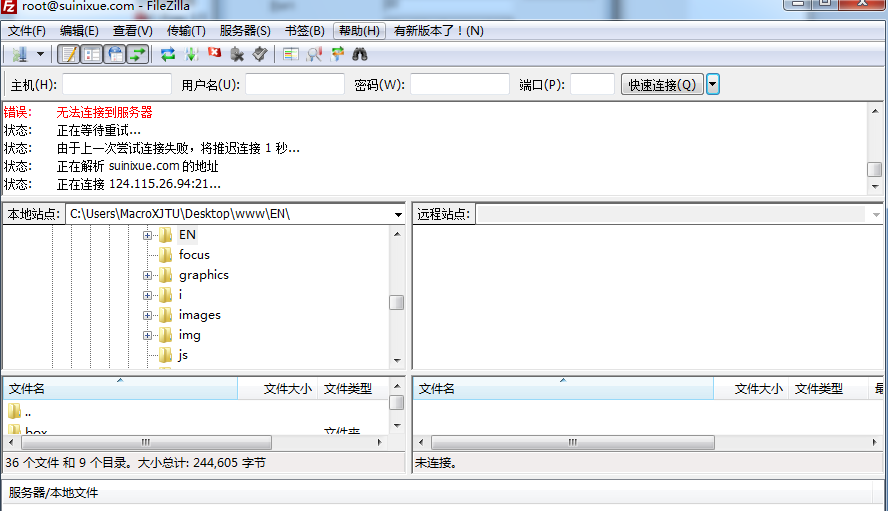 root@suinixue.com - FileZilla
文件(F) 编辑(E) 查看(V) 传输(T) 服务器(S) 书签(B) 帮助(H) 有新版本了！(N)
主机(H): 用户名(U): 密码(W): 端口(P): 快速连接(Q)
错误: 无法连接到服务器
状态: 正在等待重试...
状态: 由于上一次尝试连接失败，将推迟连接 1 秒...
状态: 正在解析 suinixue.com 的地址
状态: 正在连接 124.115.26.94:21...
本地站点: C:\Users\MacroXJTU\Desktop\www\EN\ 远程站点:
EN
focus
graphics
i
images
img
js
文件名 文件大小 文件类型 文件名 文件大小 文件类型 最
..
box 文件夹
36 个文件 和 9 个目录。大小总计: 244,605 字节 未连接。
服务器/本地文件